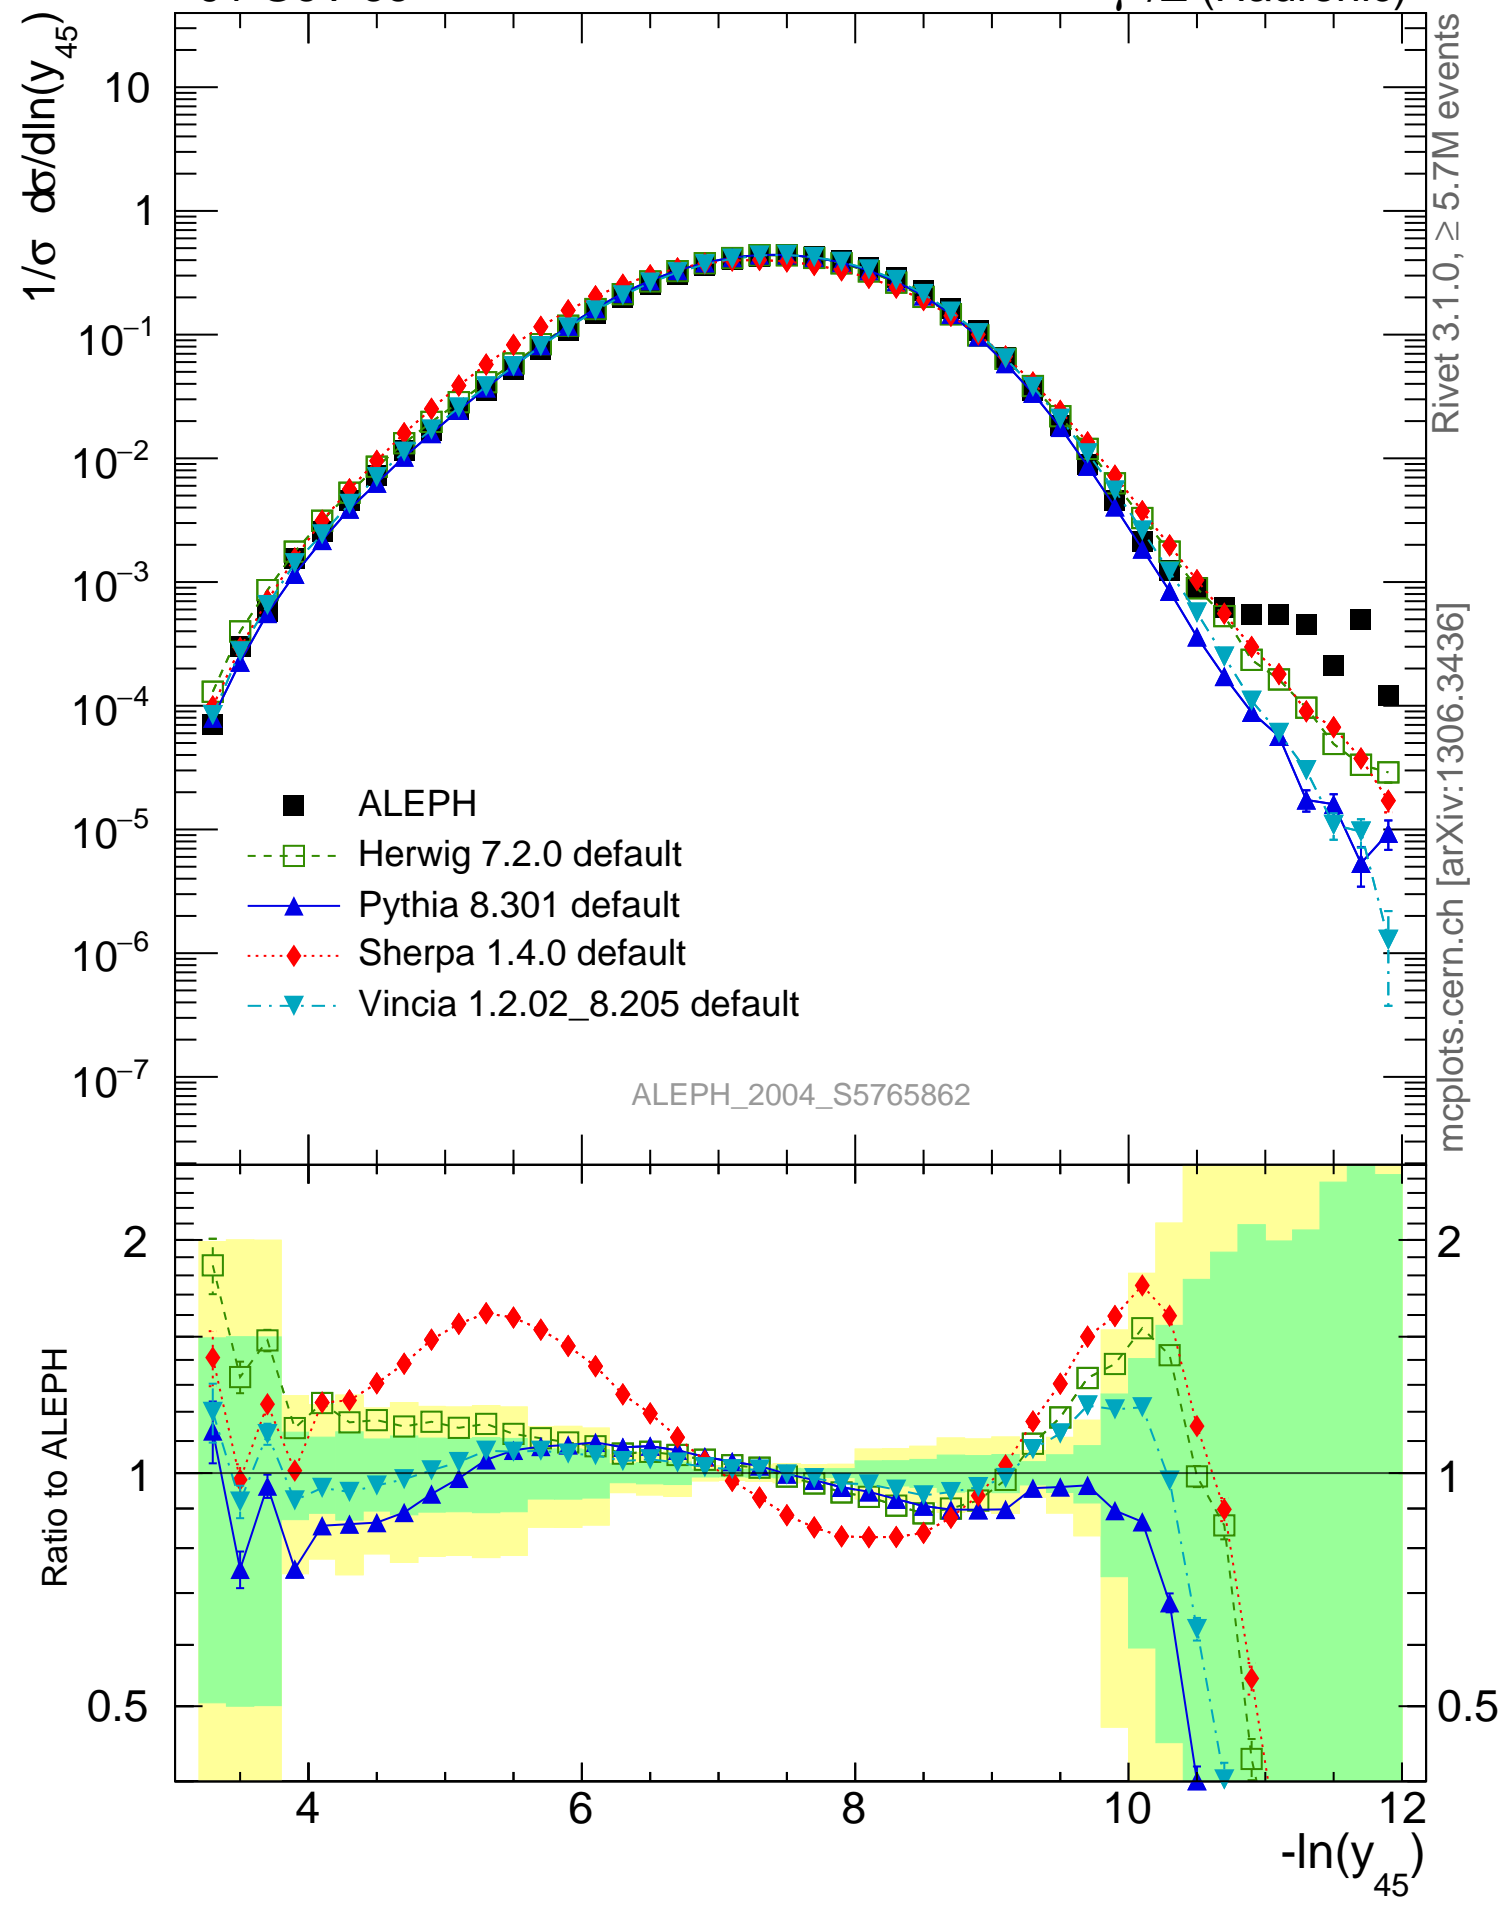 1/σ dσ/dln(y45)
10
1
10−1
10−2
10−3
10−4
10−5
10−6
10−7
ALEPH
Herwig 7.2.0 default
Pythia 8.301 default
Sherpa 1.4.0 default
Vincia 1.2.02_8.205 default
ALEPH_2004_S5765862
Rivet 3.1.0, ≥ 5.7M events
mcplots.cern.ch [arXiv:1306.3436]
Ratio to ALEPH
2
1
0.5
2
1
0.5
4 6 8 10 12
-ln(y45)